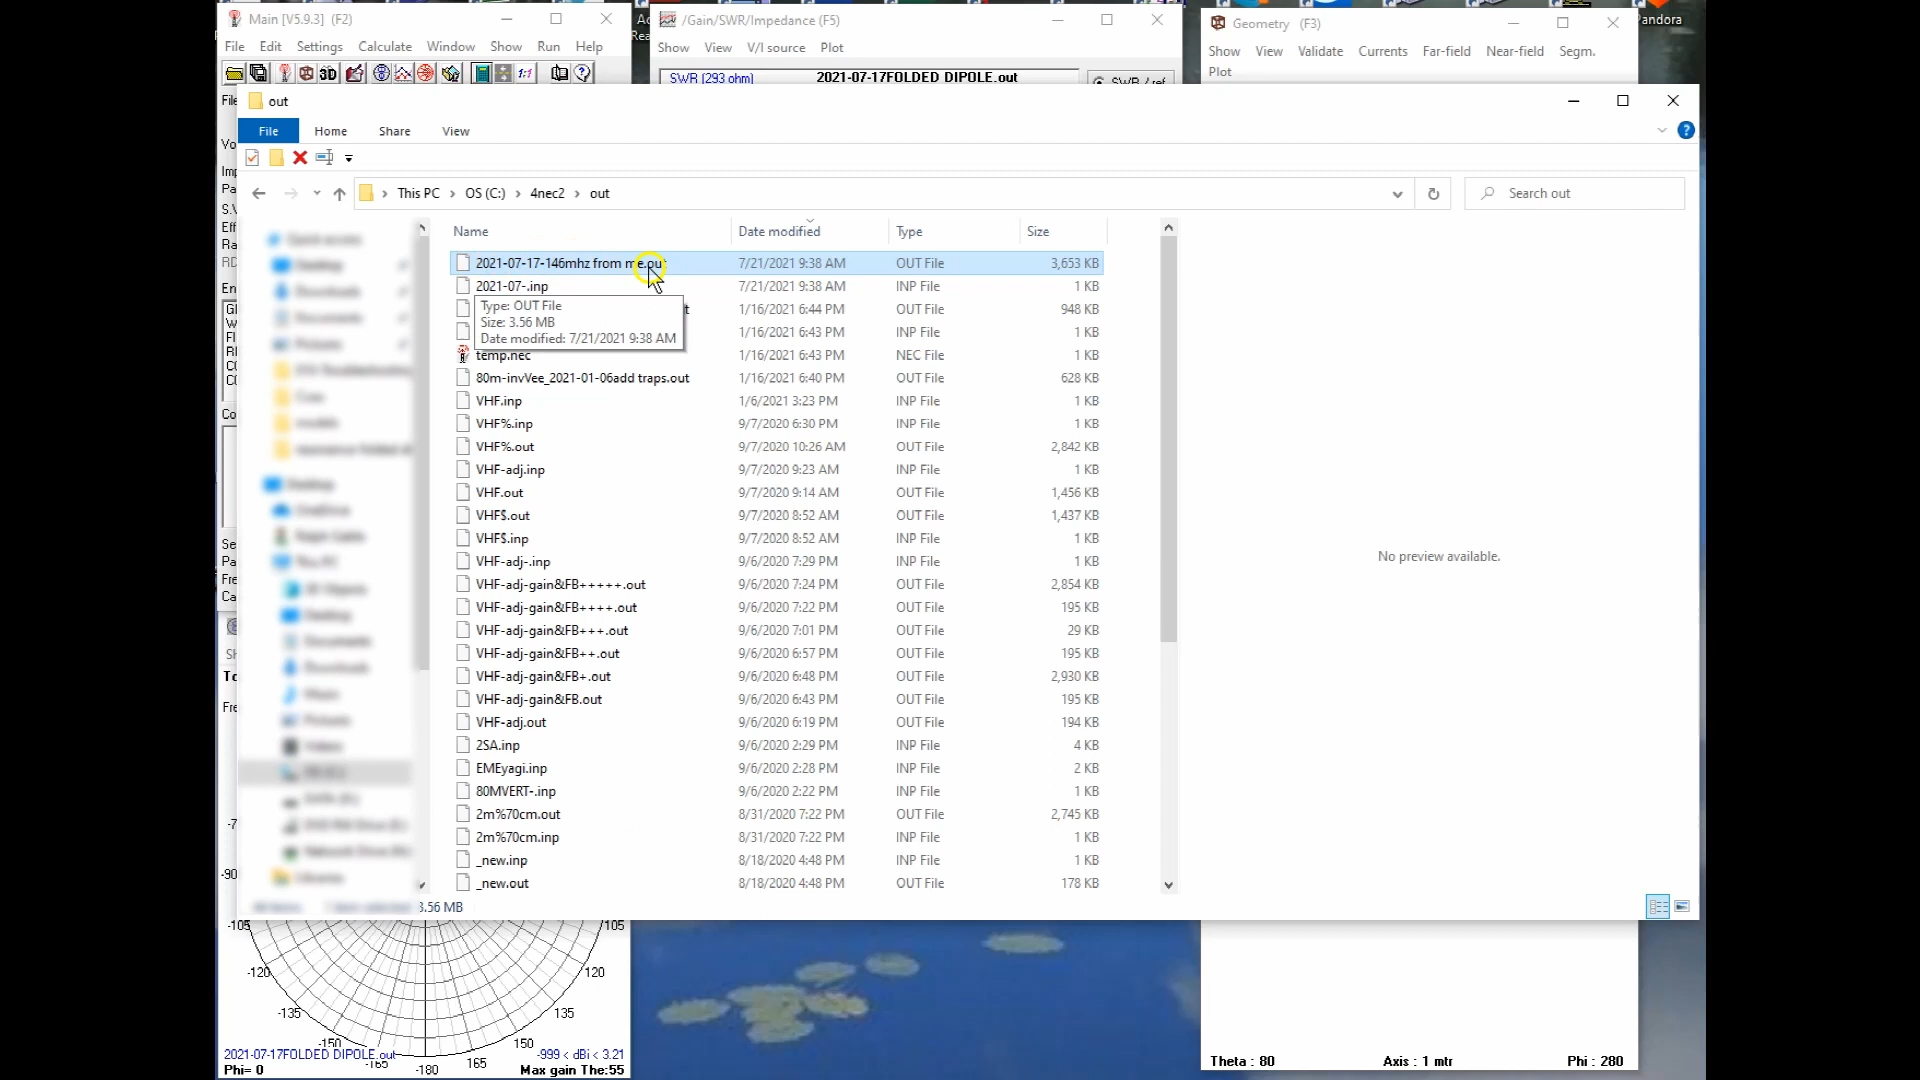 Main [V5.9.3] (F2)
File Edit Settings Calculate Window Show Run Help
3D
1:1
/Gain/SWR/Impedance (F5)
Show View V/I source Plot
SWR (293 ohm)
2021-07-17FOLDED DIPOLE.out
SWR / ref
Geometry (F3)
Show View Validate Currents Far-field Near-field Segm.
Plot
Pandora
out
File Home Share View
This PC > OS (C:) > 4nec2 > out
Search out
Name Date modified Type Size
2021-07-17-146mhz from me.out 7/21/2021 9:38 AM OUT File 3,653 KB
2021-07-.inp 7/21/2021 9:38 AM INP File 1 KB
1/16/2021 6:44 PM OUT File 948 KB
1/16/2021 6:43 PM INP File 1 KB
Type: OUT File
Size: 3.56 MB
Date modified: 7/21/2021 9:38 AM
temp.nec 1/16/2021 6:43 PM NEC File 1 KB
80m-invVee_2021-01-06add traps.out 1/16/2021 6:40 PM OUT File 628 KB
VHF.inp 1/6/2021 3:23 PM INP File 1 KB
VHF%.inp 9/7/2020 6:30 PM INP File 1 KB
VHF%.out 9/7/2020 10:26 AM OUT File 2,842 KB
VHF-adj.inp 9/7/2020 9:23 AM INP File 1 KB
VHF.out 9/7/2020 9:14 AM OUT File 1,456 KB
VHF$.out 9/7/2020 8:52 AM OUT File 1,437 KB
VHF$.inp 9/7/2020 8:52 AM INP File 1 KB
VHF-adj-.inp 9/6/2020 7:29 PM INP File 1 KB
VHF-adj-gain&FB+++++.out 9/6/2020 7:24 PM OUT File 2,854 KB
VHF-adj-gain&FB++++.out 9/6/2020 7:22 PM OUT File 195 KB
VHF-adj-gain&FB+++.out 9/6/2020 7:01 PM OUT File 29 KB
VHF-adj-gain&FB++.out 9/6/2020 6:57 PM OUT File 195 KB
VHF-adj-gain&FB+.out 9/6/2020 6:48 PM OUT File 2,930 KB
VHF-adj-gain&FB.out 9/6/2020 6:43 PM OUT File 195 KB
VHF-adj.out 9/6/2020 6:19 PM OUT File 194 KB
2SA.inp 9/6/2020 2:29 PM INP File 4 KB
EMEyagi.inp 9/6/2020 2:28 PM INP File 2 KB
80MVERT-.inp 9/6/2020 2:22 PM INP File 1 KB
2m%70cm.out 8/31/2020 7:22 PM OUT File 2,745 KB
2m%70cm.inp 8/31/2020 7:22 PM INP File 1 KB
_new.inp 8/18/2020 4:48 PM INP File 1 KB
_new.out 8/18/2020 4:48 PM OUT File 178 KB
No preview available.
3.56 MB
-90
-105 105
-120 120
-135 135
-150 150
-165 165
-180
2021-07-17FOLDED DIPOLE.out
-999 < dBi < 3.21
Phi= 0
Max gain The:55
Theta : 80 Axis : 1 mtr Phi : 280